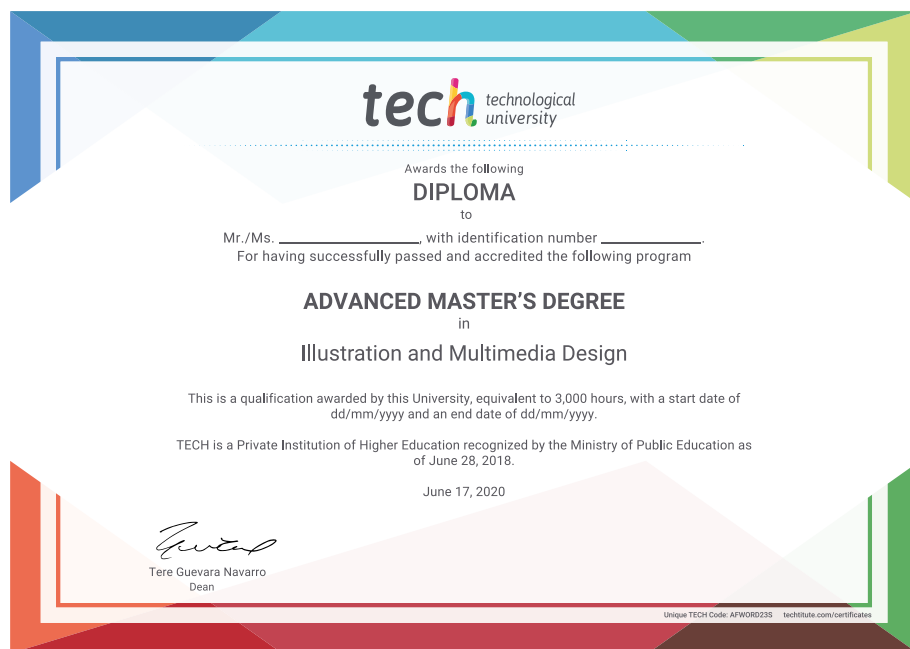 tech technological
university
Awards the following
DIPLOMA
to
Mr./Ms. ____________________, with identification number ______________.
For having successfully passed and accredited the following program
ADVANCED MASTER’S DEGREE
in
Illustration and Multimedia Design
This is a qualification awarded by this University, equivalent to 3,000 hours, with a start date of
dd/mm/yyyy and an end date of dd/mm/yyyy.
TECH is a Private Institution of Higher Education recognized by the Ministry of Public Education as
of June 28, 2018.
June 17, 2020
Tere Guevara Navarro
Dean
Unique TECH Code: AFWORD23S techtitute.com/certificates